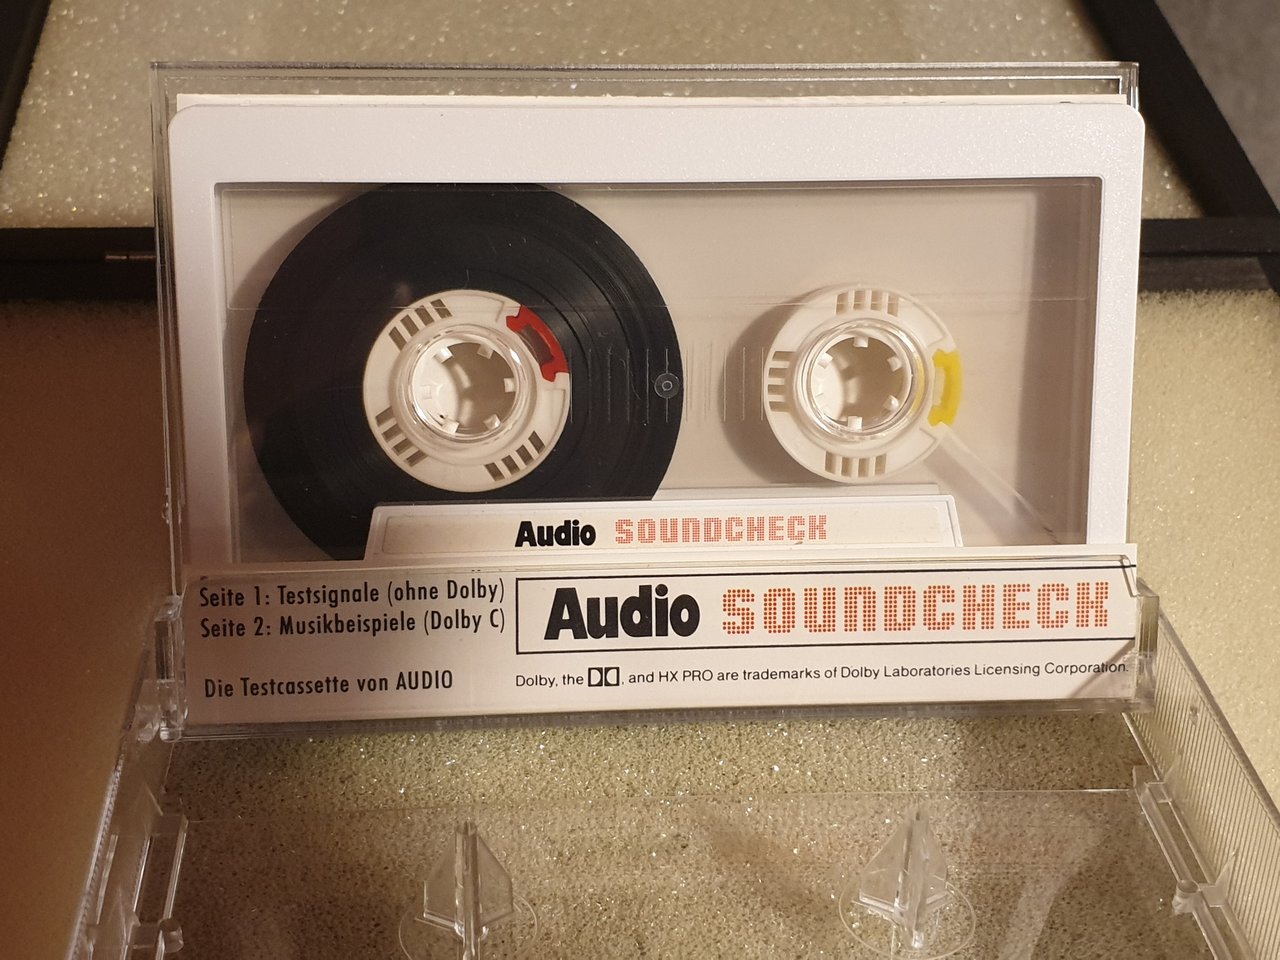 Audio SOUNDCHECK
Seite 1: Testsignale (ohne Dolby)
Seite 2: Musikbeispiele (Dolby C)
Die Testcassette von AUDIO
Audio SOUNDCHECK
Dolby, the , and HX PRO are trademarks of Dolby Laboratories Licensing Corporation.